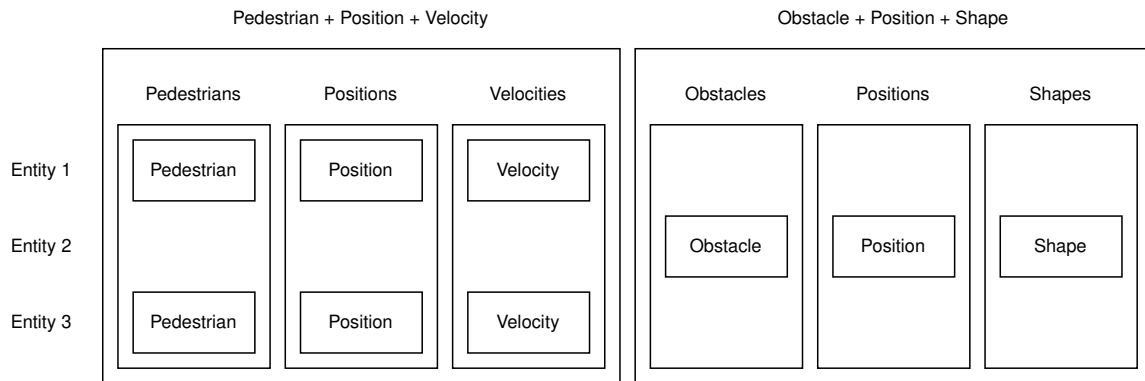 Pedestrian + Position + Velocity Obstacle + Position + Shape
Pedestrians Positions Velocities Obstacles Positions Shapes
Entity 1 Pedestrian Position Velocity
Entity 2 Obstacle Position Shape
Entity 3 Pedestrian Position Velocity